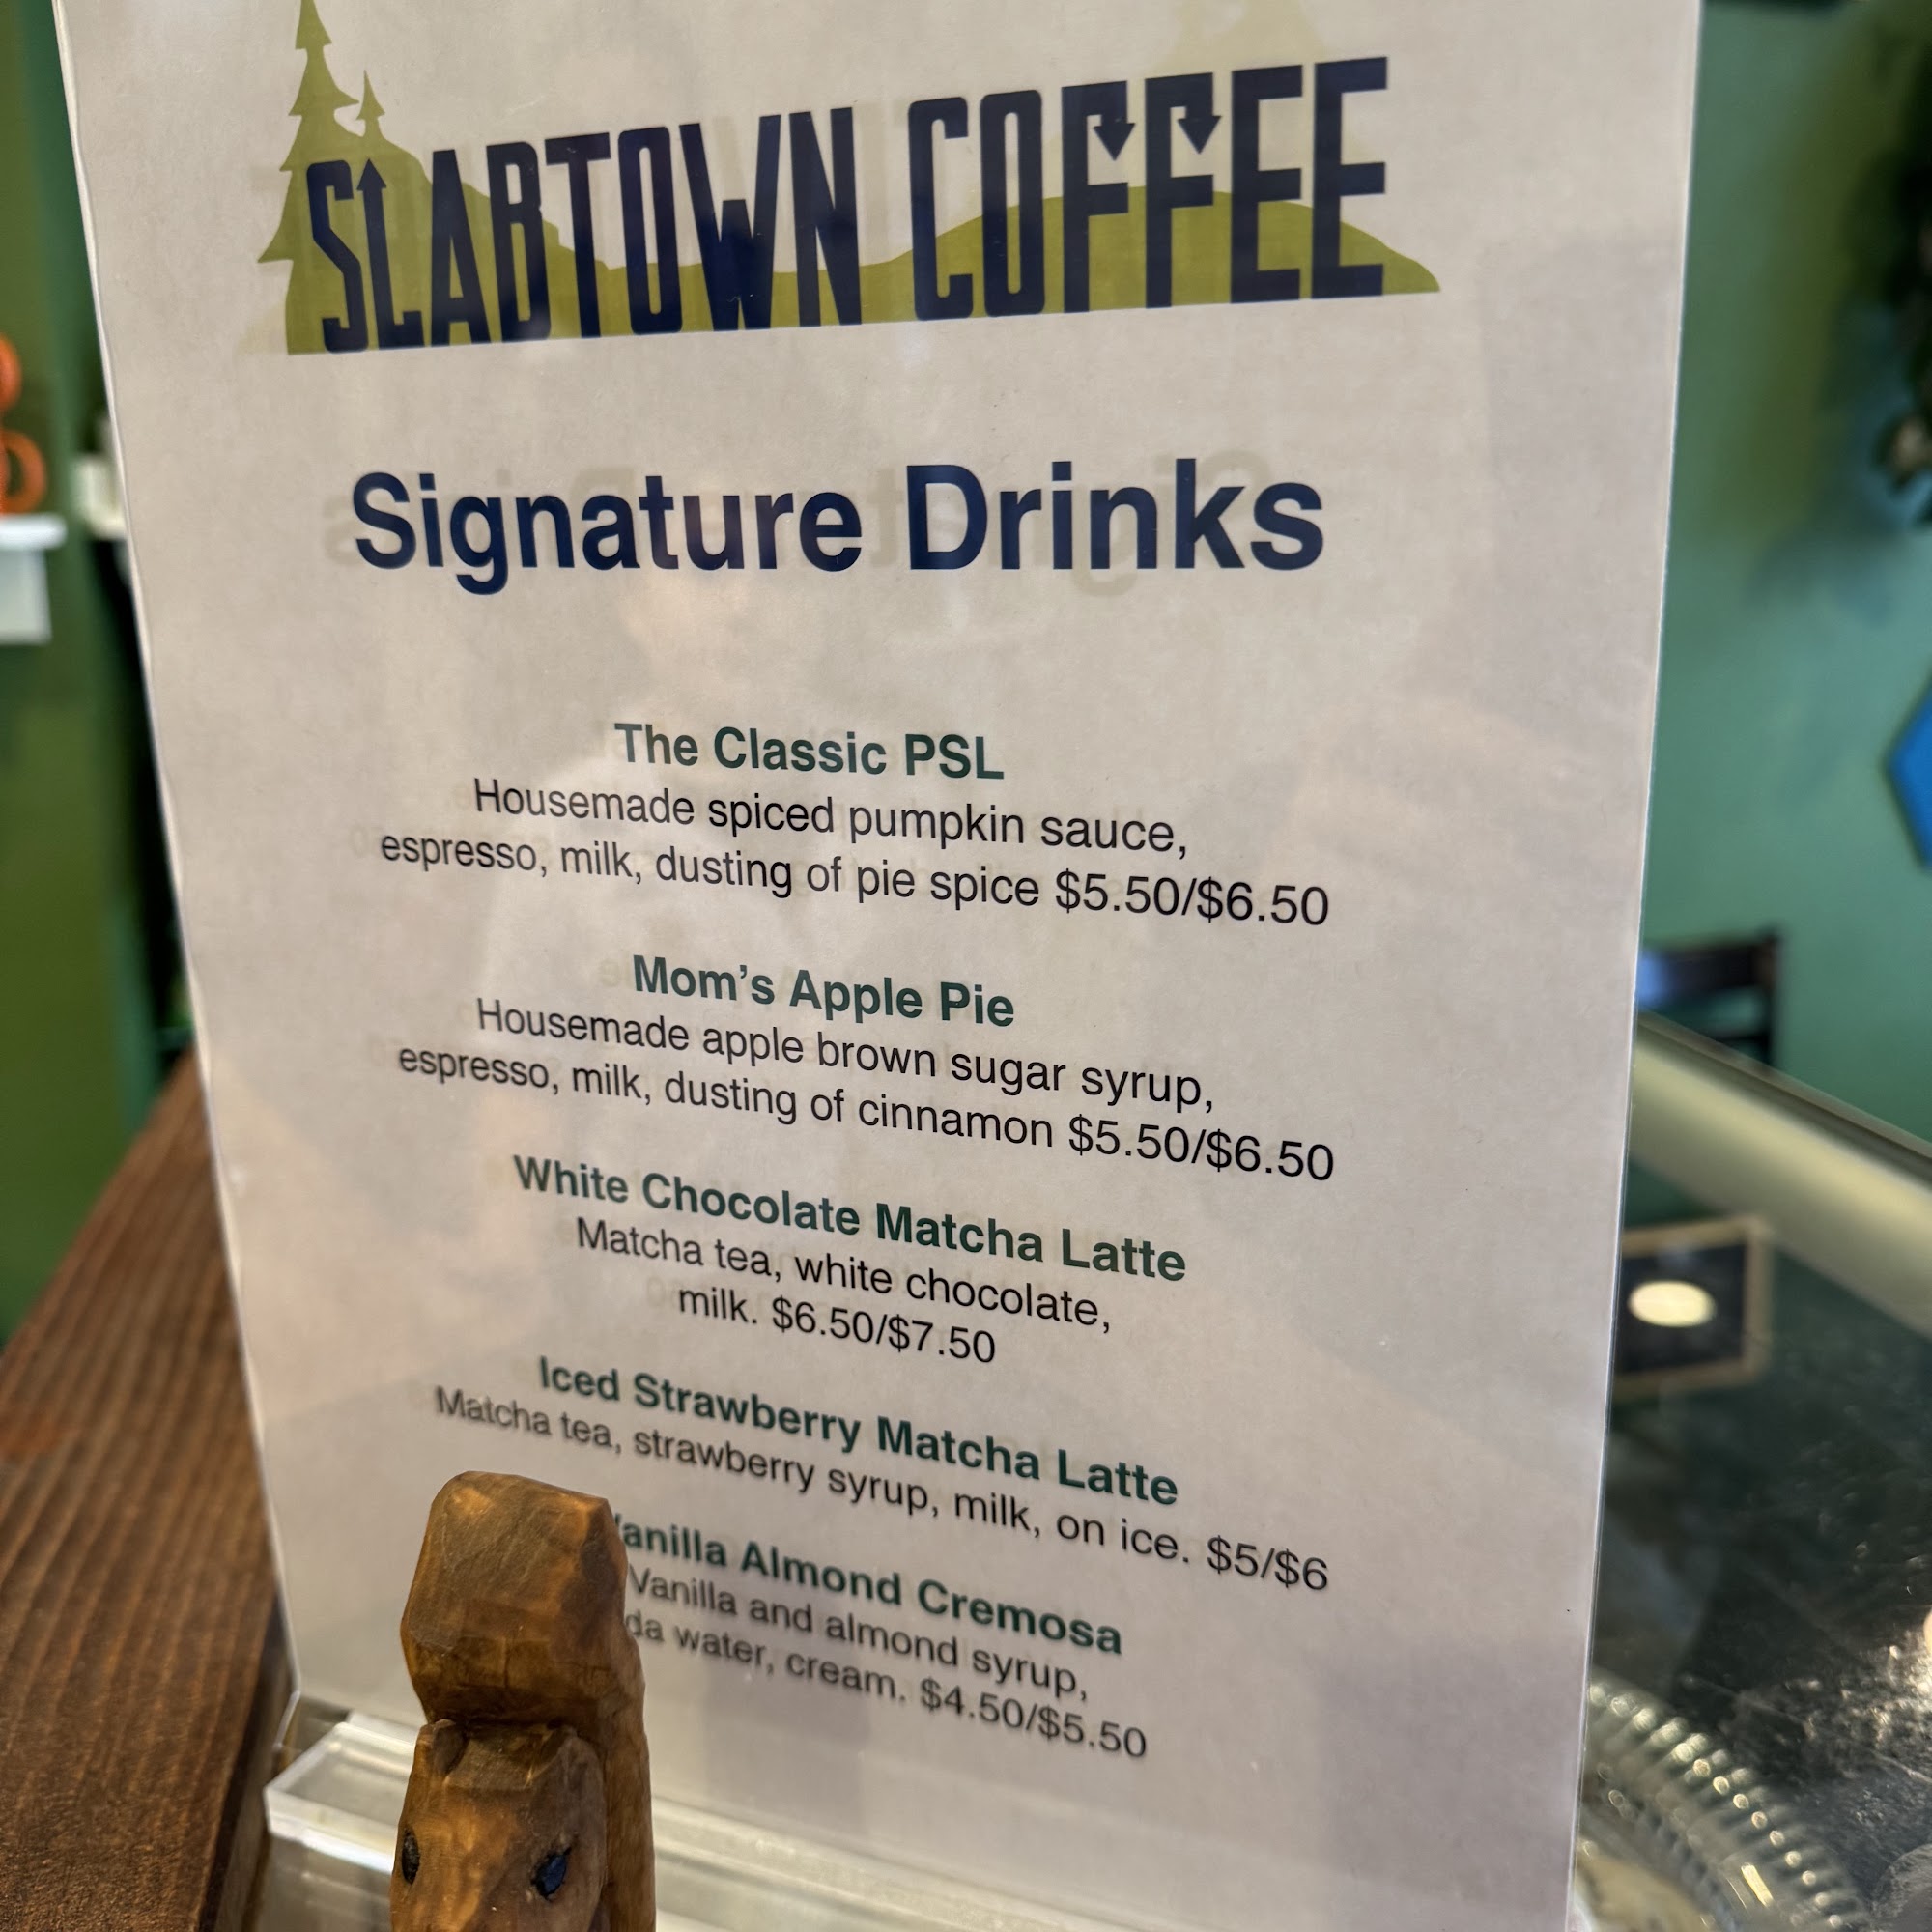 SLABTOWN COFFEE
Signature Drinks
The Classic PSL
Housemade spiced pumpkin sauce,
espresso, milk, dusting of pie spice $5.50/$6.50
Mom's Apple Pie
Housemade apple brown sugar syrup,
espresso, milk, dusting of cinnamon $5.50/$6.50
White Chocolate Matcha Latte
Matcha tea, white chocolate,
milk. $6.50/$7.50
Iced Strawberry Matcha Latte
Matcha tea, strawberry syrup, milk, on ice. $5/$6
Vanilla Almond Cremosa
Vanilla and almond syrup,
water, cream. $4.50/$5.50